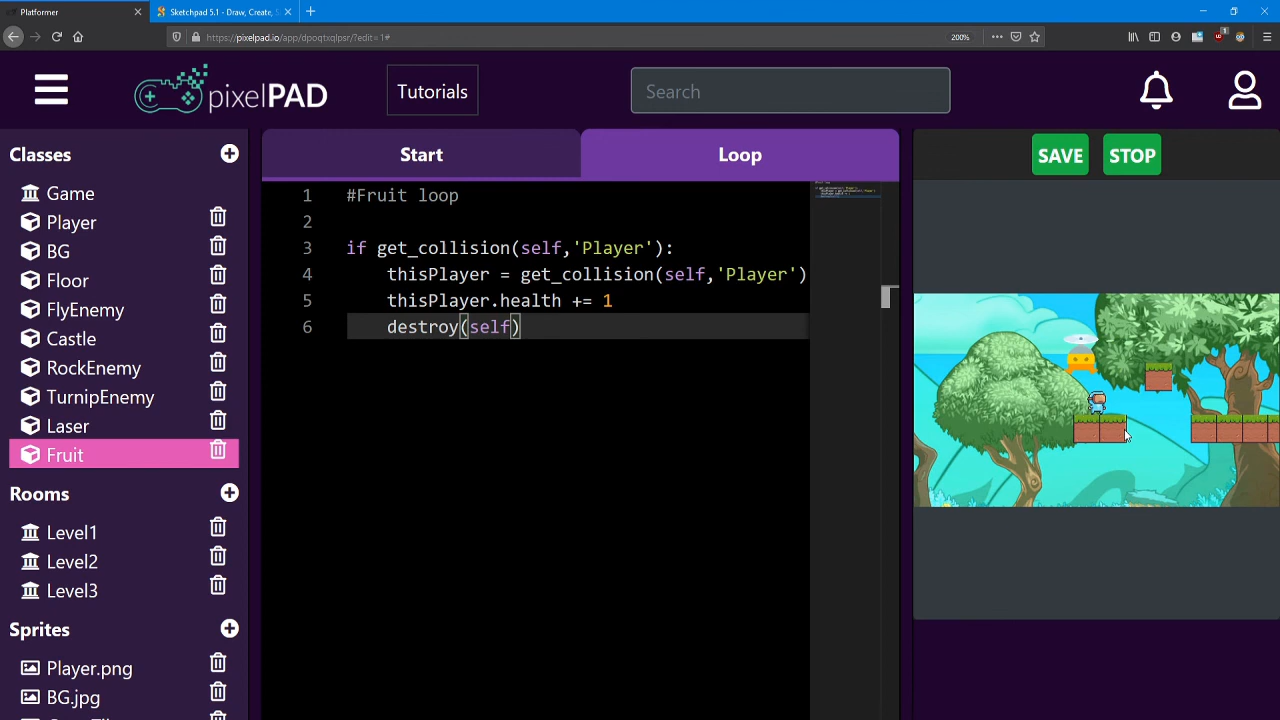 Platformer
Sketchpad 5.1 - Draw, Create, S
https://pixelpad.io/app/dpoqtxqlpsr/?edit=1#
200%
1
pixelPAD
Tutorials
Search
Classes
Start
Loop
SAVE
STOP
Game
Player
BG
Floor
FlyEnemy
Castle
RockEnemy
TurnipEnemy
Laser
Fruit
Rooms
Level1
Level2
Level3
Sprites
Player.png
BG.jpg
1 #Fruit loop
2
3 if get_collision(self,'Player'):
4 thisPlayer = get_collision(self,'Player')
5 thisPlayer.health += 1
6 destroy(self)